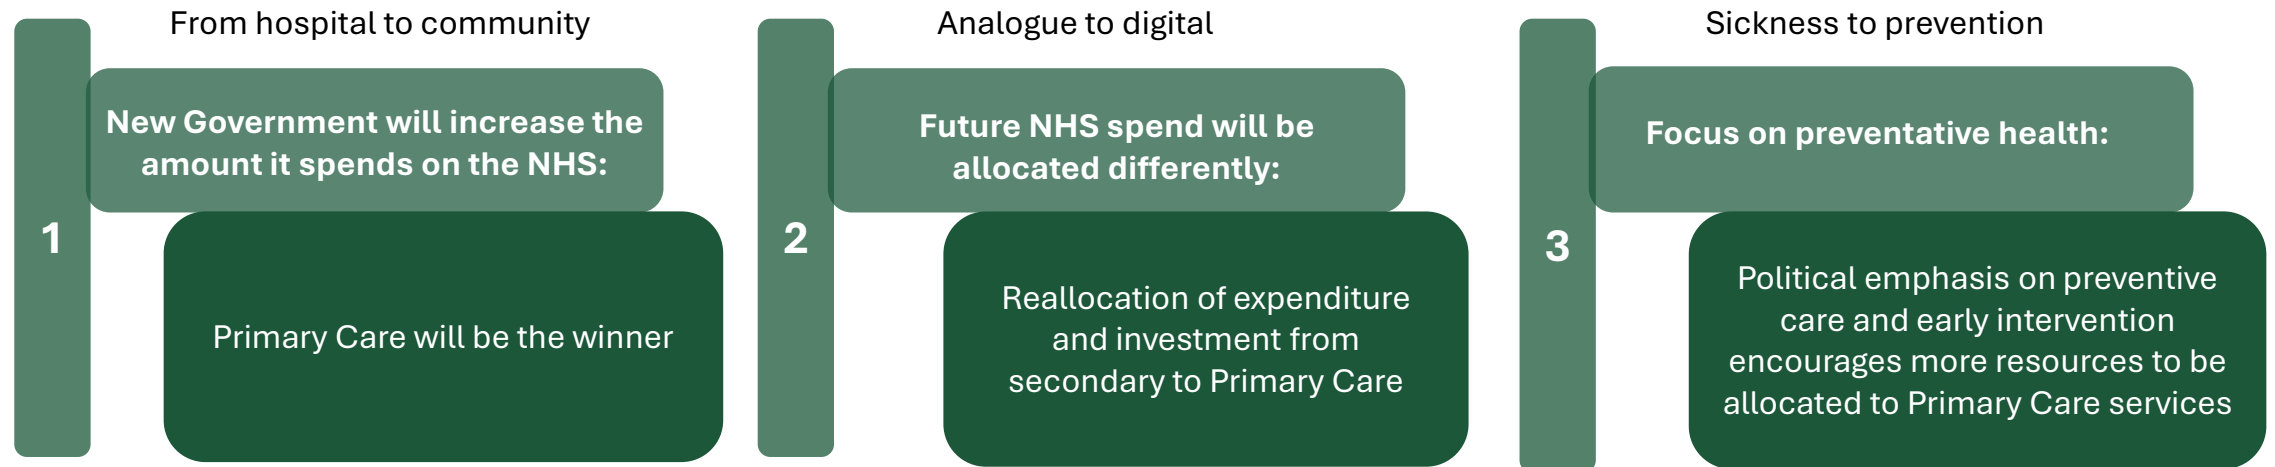 From hospital to community
1
New Government will increase the
amount it spends on the NHS:
Primary Care will be the winner
Analogue to digital
2
Future NHS spend will be
allocated differently:
Reallocation of expenditure
and investment from
secondary to Primary Care
Sickness to prevention
3
Focus on preventative health:
Political emphasis on preventive
care and early intervention
encourages more resources to be
allocated to Primary Care services